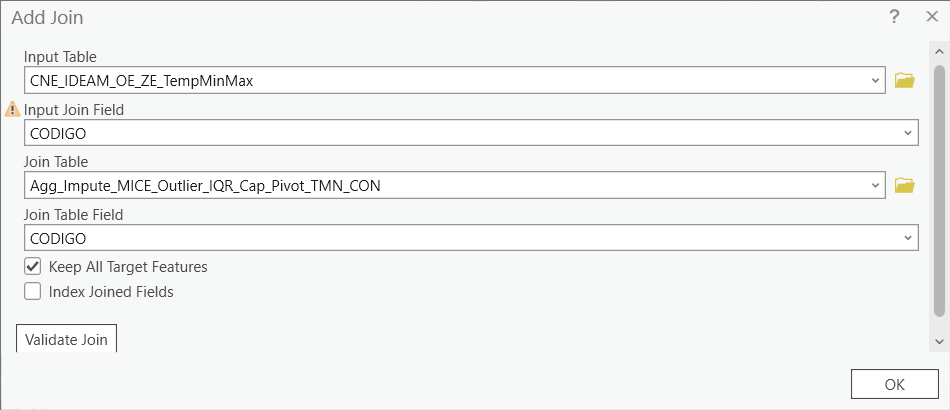 Add Join
?
Input Table
CNE_IDEAM_OE_ZE_TempMinMax
Input Join Field
CODIGO
Join Table
Agg_Impute_MICE_Outlier_IQR_Cap_Pivot_TMN_CON
Join Table Field
CODIGO
Keep All Target Features
Index Joined Fields
Validate Join
OK